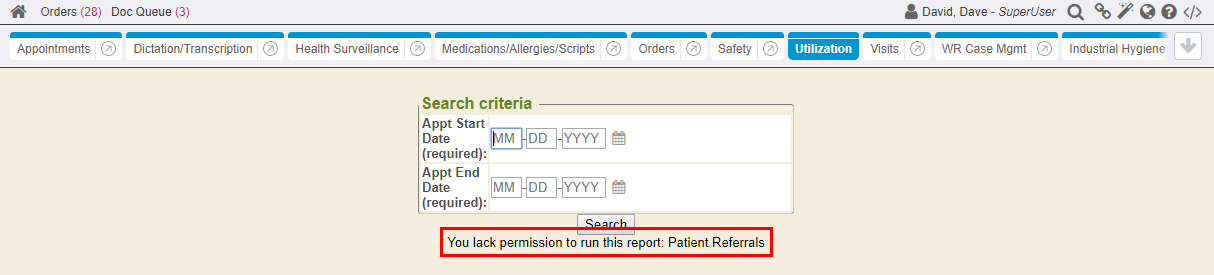 Orders (28) Doc Queue (3) David, Dave - SuperUser
Appointments Dictation/Transcription Health Surveillance Medications/Allergies/Scripts Orders Safety Utilization Visits WR Case Mgmt Industrial Hygiene
Search criteria
Appt Start
Date
(required):
MM-DD-YYYY
Appt End
Date
(required):
MM-DD-YYYY
Search
You lack permission to run this report: Patient Referrals